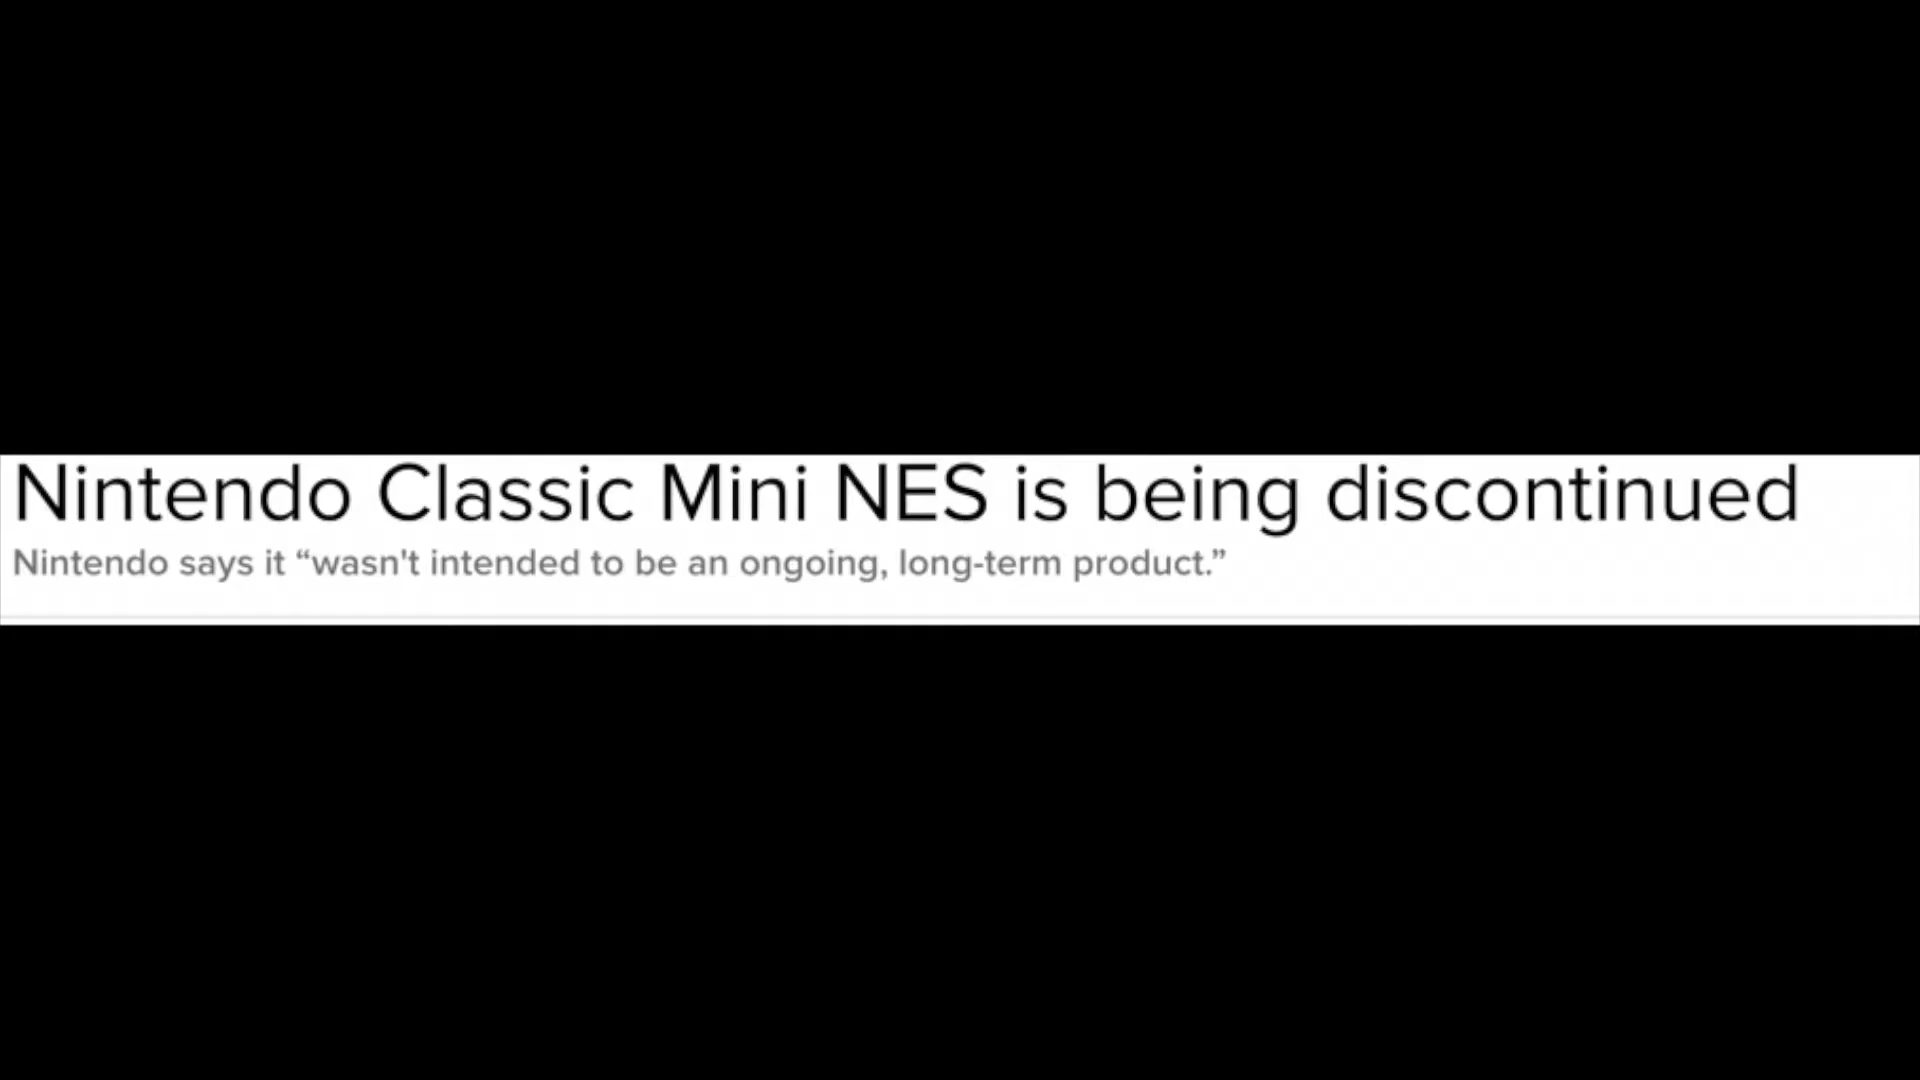 Nintendo Classic Mini NES is being discontinued
Nintendo says it “wasn't intended to be an ongoing, long-term product.”